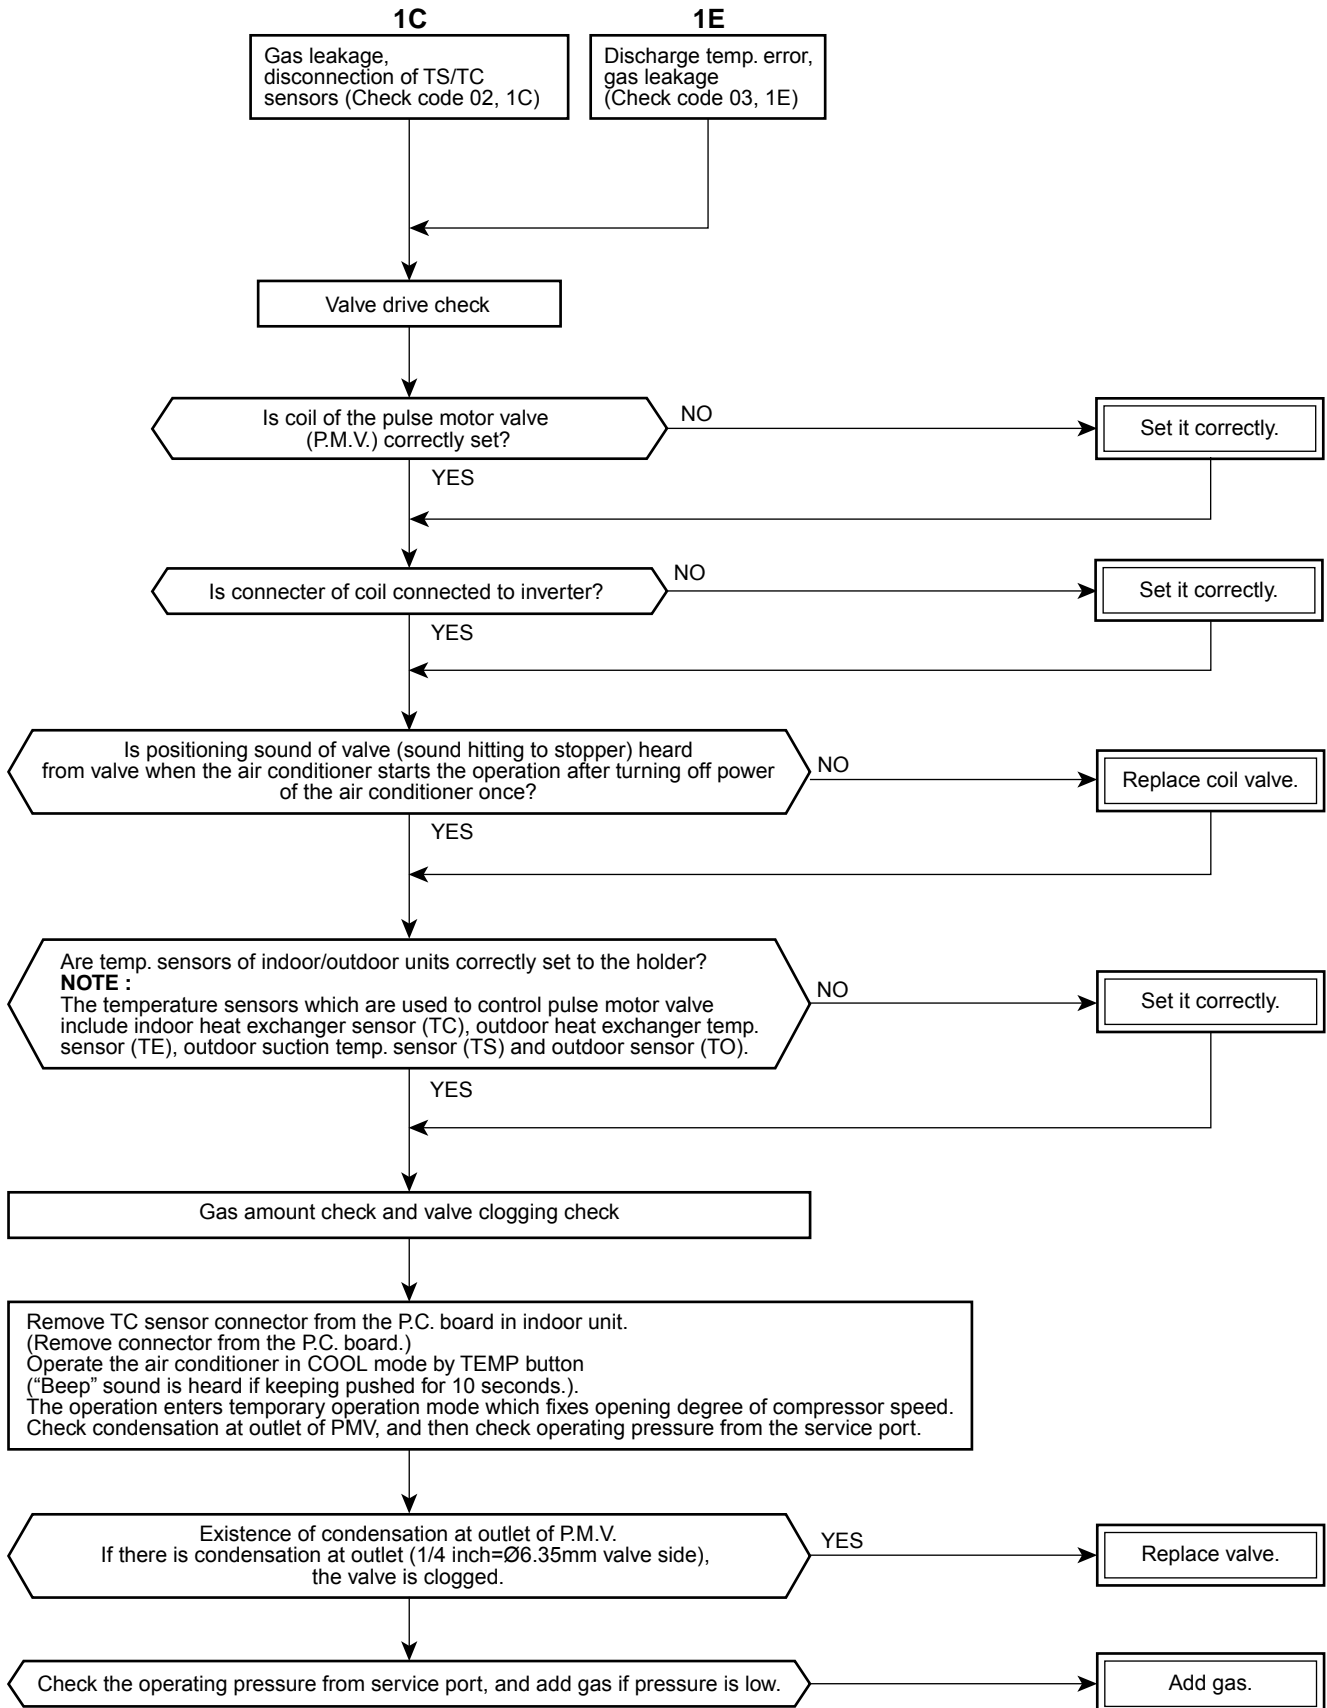 1C
1E
Gas leakage,
disconnection of TS/TC
sensors (Check code 02, 1C)
Discharge temp. error,
gas leakage
(Check code 03, 1E)
Valve drive check
Is coil of the pulse motor valve
(P.M.V.) correctly set?
NO
Set it correctly.
YES
Is connecter of coil connected to inverter?
NO
Set it correctly.
YES
Is positioning sound of valve (sound hitting to stopper) heard
from valve when the air conditioner starts the operation after turning off power
of the air conditioner once?
NO
Replace coil valve.
YES
Are temp. sensors of indoor/outdoor units correctly set to the holder?
NOTE :
The temperature sensors which are used to control pulse motor valve
include indoor heat exchanger sensor (TC), outdoor heat exchanger temp.
sensor (TE), outdoor suction temp. sensor (TS) and outdoor sensor (TO).
NO
Set it correctly.
YES
Gas amount check and valve clogging check
Remove TC sensor connector from the P.C. board in indoor unit.
(Remove connector from the P.C. board.)
Operate the air conditioner in COOL mode by TEMP button
(“Beep” sound is heard if keeping pushed for 10 seconds.).
The operation enters temporary operation mode which fixes opening degree of compressor speed.
Check condensation at outlet of PMV, and then check operating pressure from the service port.
Existence of condensation at outlet of P.M.V.
If there is condensation at outlet (1/4 inch=Ø6.35mm valve side),
the valve is clogged.
YES
Replace valve.
Check the operating pressure from service port, and add gas if pressure is low.
Add gas.